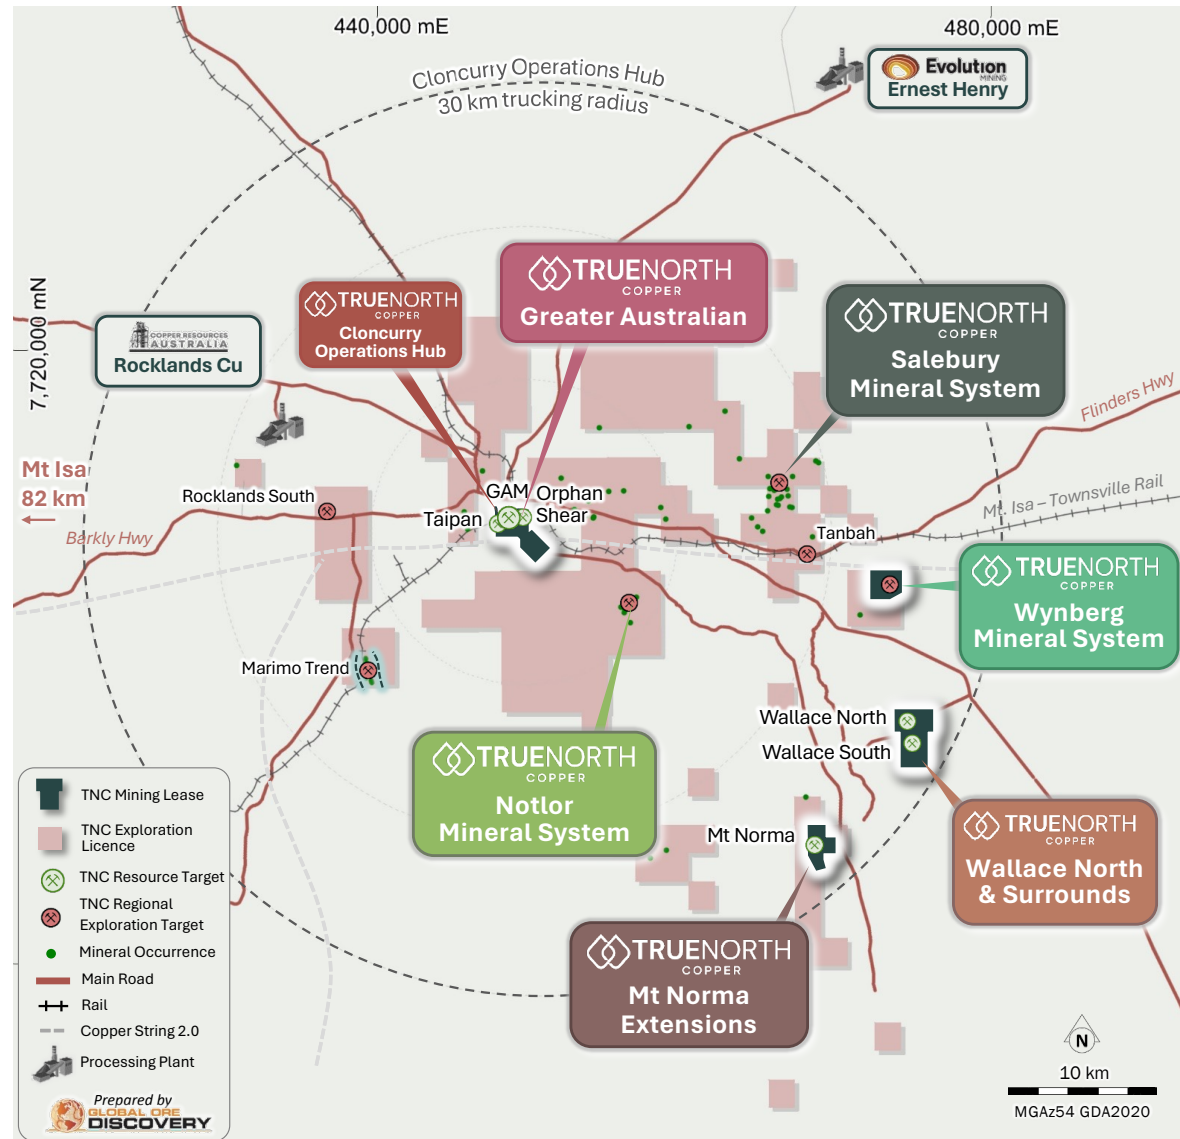 440,000 mE
480,000 mE
Cloncurry Operations Hub
30 km trucking radius
Evolution
MINING
Ernest Henry
7,720,000 mN
TRUENORTH
COPPER
Greater Australian
TRUENORTH
COPPER
Cloncurry
Operations Hub
TRUENORTH
COPPER
Salebury
Mineral System
COPPER RESOURCES
AUSTRALIA
Rocklands Cu
Flinders Hwy
Mt Isa
82 km
Rocklands South
GAM
Orphan
Shear
Taipan
Mt. Isa – Townsville Rail
Barkly Hwy
Tanbah
TRUENORTH
COPPER
Wynberg
Mineral System
Marimo Trend
Wallace North
Wallace South
TRUENORTH
COPPER
Notlor
Mineral System
Mt Norma
TRUENORTH
COPPER
Wallace North
& Surrounds
TRUENORTH
COPPER
Mt Norma
Extensions
TNC Mining Lease
TNC Exploration
Licence
TNC Resource Target
TNC Regional
Exploration Target
Mineral Occurrence
Main Road
Rail
Copper String 2.0
Processing Plant
Prepared by
GLOBAL ORE
DISCOVERY
N
10 km
MGAz54 GDA2020